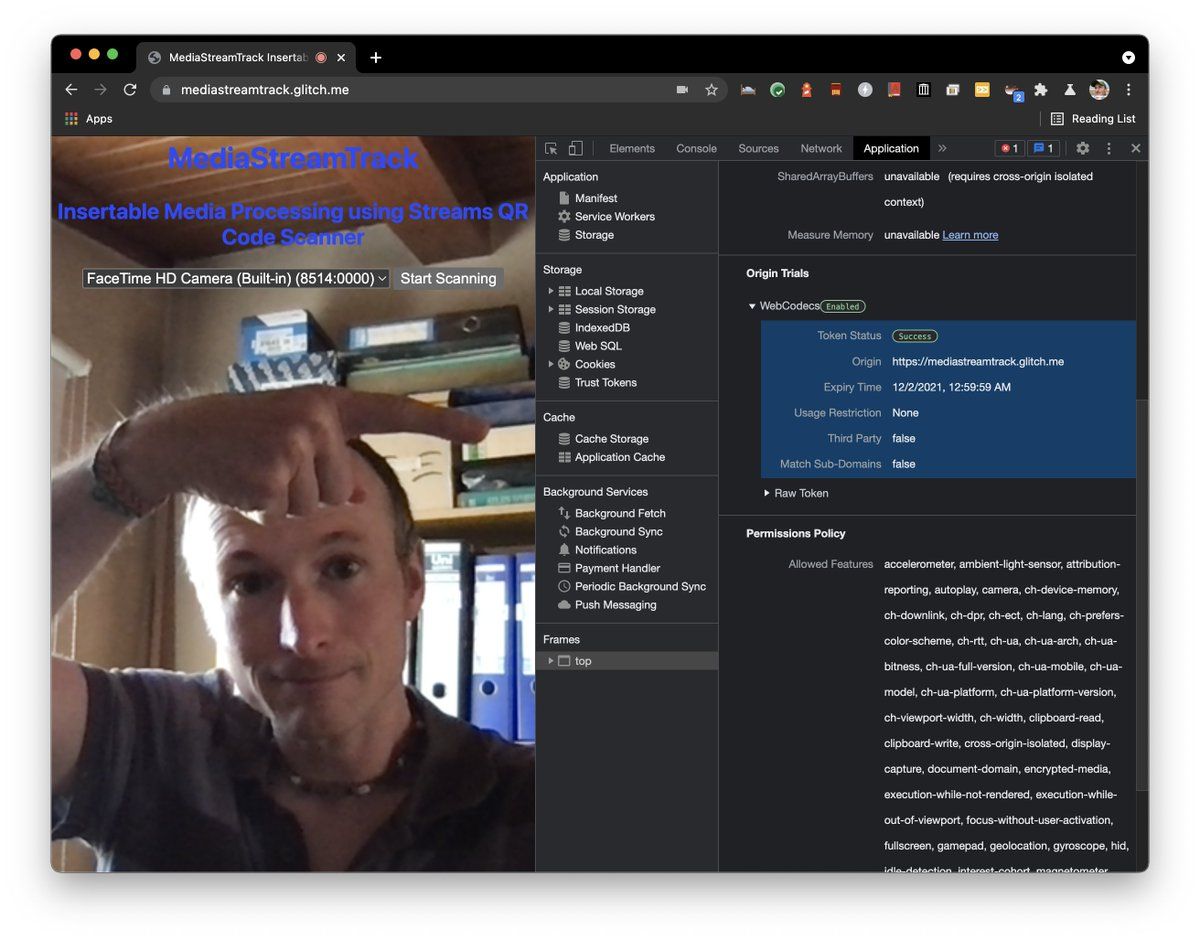 MediaStreamTrack Insertab
mediastreamtrack.glitch.me
2
Apps
Reading List
MediaStreamTrack
Insertable Media Processing using Streams QR
Code Scanner
FaceTime HD Camera (Built-in) (8514:0000)
Start Scanning
Elements Console Sources Network Application » 1 1
Application
Manifest
Service Workers
Storage
Storage
Local Storage
Session Storage
IndexedDB
Web SQL
Cookies
Trust Tokens
Cache
Cache Storage
Application Cache
Background Services
Background Fetch
Background Sync
Notifications
Payment Handler
Periodic Background Sync
Push Messaging
Frames
top
SharedArrayBuffers unavailable (requires cross-origin isolated
context)
Measure Memory unavailable Learn more
Origin Trials
WebCodecs Enabled
Token Status Success
Origin https://mediastreamtrack.glitch.me
Expiry Time 12/2/2021, 12:59:59 AM
Usage Restriction None
Third Party false
Match Sub-Domains false
Raw Token
Permissions Policy
Allowed Features accelerometer, ambient-light-sensor, attribution-
reporting, autoplay, camera, ch-device-memory,
ch-downlink, ch-dpr, ch-ect, ch-lang, ch-prefers-
color-scheme, ch-rtt, ch-ua, ch-ua-arch, ch-ua-
bitness, ch-ua-full-version, ch-ua-mobile, ch-ua-
model, ch-ua-platform, ch-ua-platform-version,
ch-viewport-width, ch-width, clipboard-read,
clipboard-write, cross-origin-isolated, display-
capture, document-domain, encrypted-media,
execution-while-not-rendered, execution-while-
out-of-viewport, focus-without-user-activation,
fullscreen, gamepad, geolocation, gyroscope, hid,
idle-detection, interest-cohort, magnetometer,
Uni